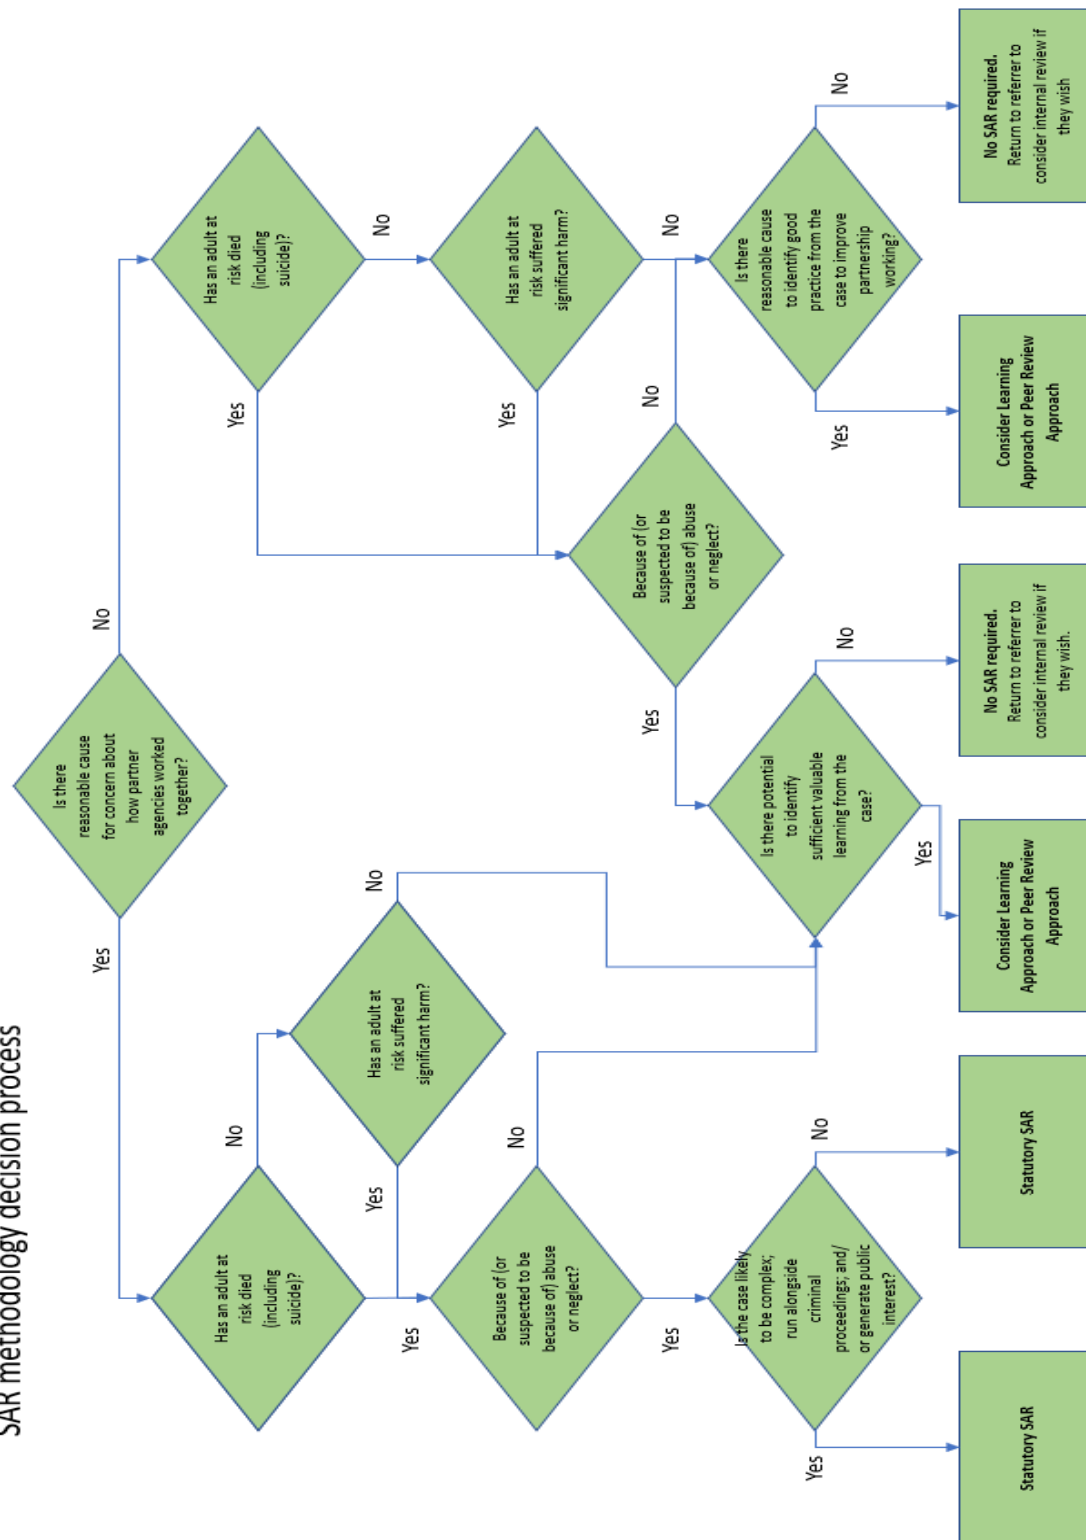 SAR methodology decision process
Is there
reasonable cause
for concern about
how partner
agencies worked
together?
Yes
No
Has an adult at
risk died
(including
suicide)?
No
Yes
Has an adult at
risk suffered
significant harm?
Yes
No
Because of (or
suspected to be
because of) abuse
or neglect?
No
Yes
Is the case likely
to be complex;
run alongside
criminal
proceedings; and/
or generate public
interest?
Yes
No
Has an adult at
risk died
(including
suicide)?
Yes
No
Has an adult at
risk suffered
significant harm?
Yes
No
Because of (or
suspected to be
because of) abuse
or neglect?
Yes
No
Is there potential
to identify
sufficient valuable
learning from the
case?
Yes
No
Is there
reasonable cause
to identify good
practice from the
case to improve
partnership
working?
Yes
No
Statutory SAR
Statutory SAR
Consider Learning
Approach or Peer Review
Approach
No SAR required.
Return to referrer to
consider internal review if
they wish.
Consider Learning
Approach or Peer Review
Approach
No SAR required.
Return to referrer to
consider internal review if
they wish